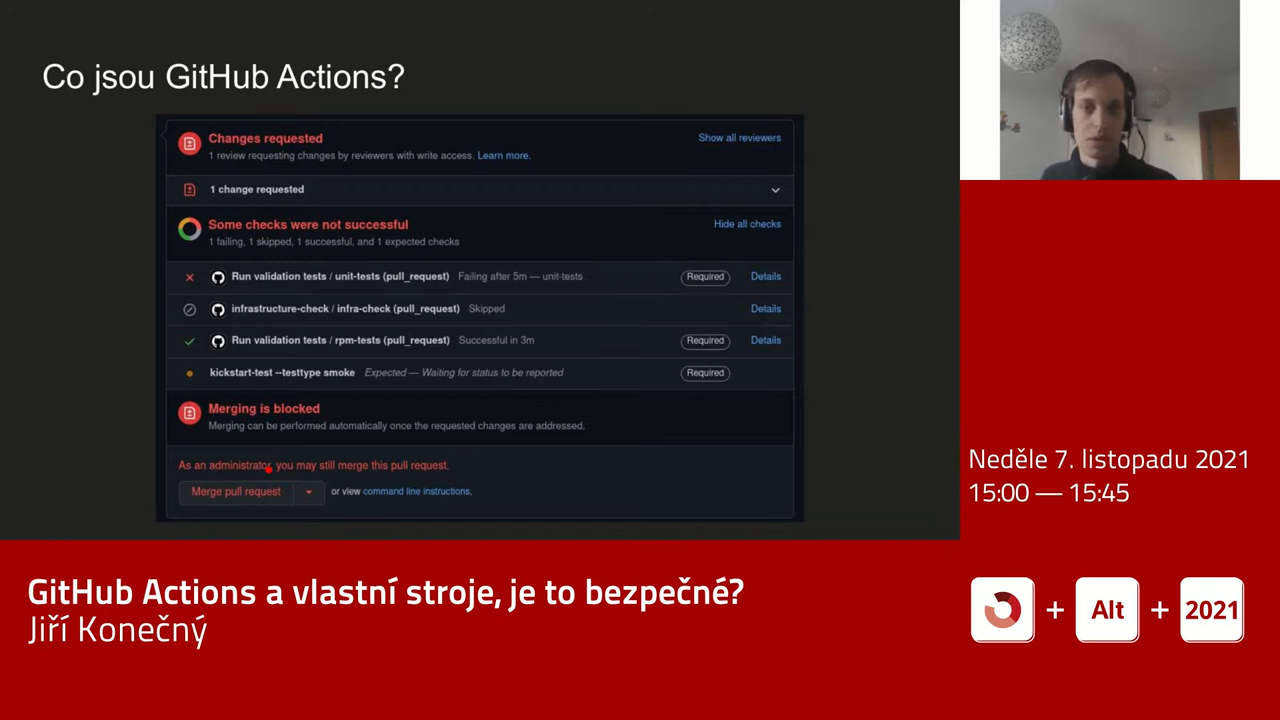 Co jsou GitHub Actions?
Changes requested
Show all reviewers
1 review requesting changes by reviewers with write access. Learn more.
1 change requested
Some checks were not successful
Hide all checks
1 failing, 1 skipped, 1 successful, and 1 expected checks
Run validation tests / unit-tests (pull_request) Failing after 5m — unit-tests Required Details
infrastructure-check / infra-check (pull_request) Skipped Details
Run validation tests / rpm-tests (pull_request) Successful in 3m Required Details
kickstart-test --testtype smoke Expected — Waiting for status to be reported Required
Merging is blocked
Merging can be performed automatically once the requested changes are addressed.
As an administrator, you may still merge this pull request.
Merge pull request or view command line instructions.
Neděle 7. listopadu 2021
15:00 — 15:45
GitHub Actions a vlastní stroje, je to bezpečné?
Jiří Konečný
+ Alt + 2021